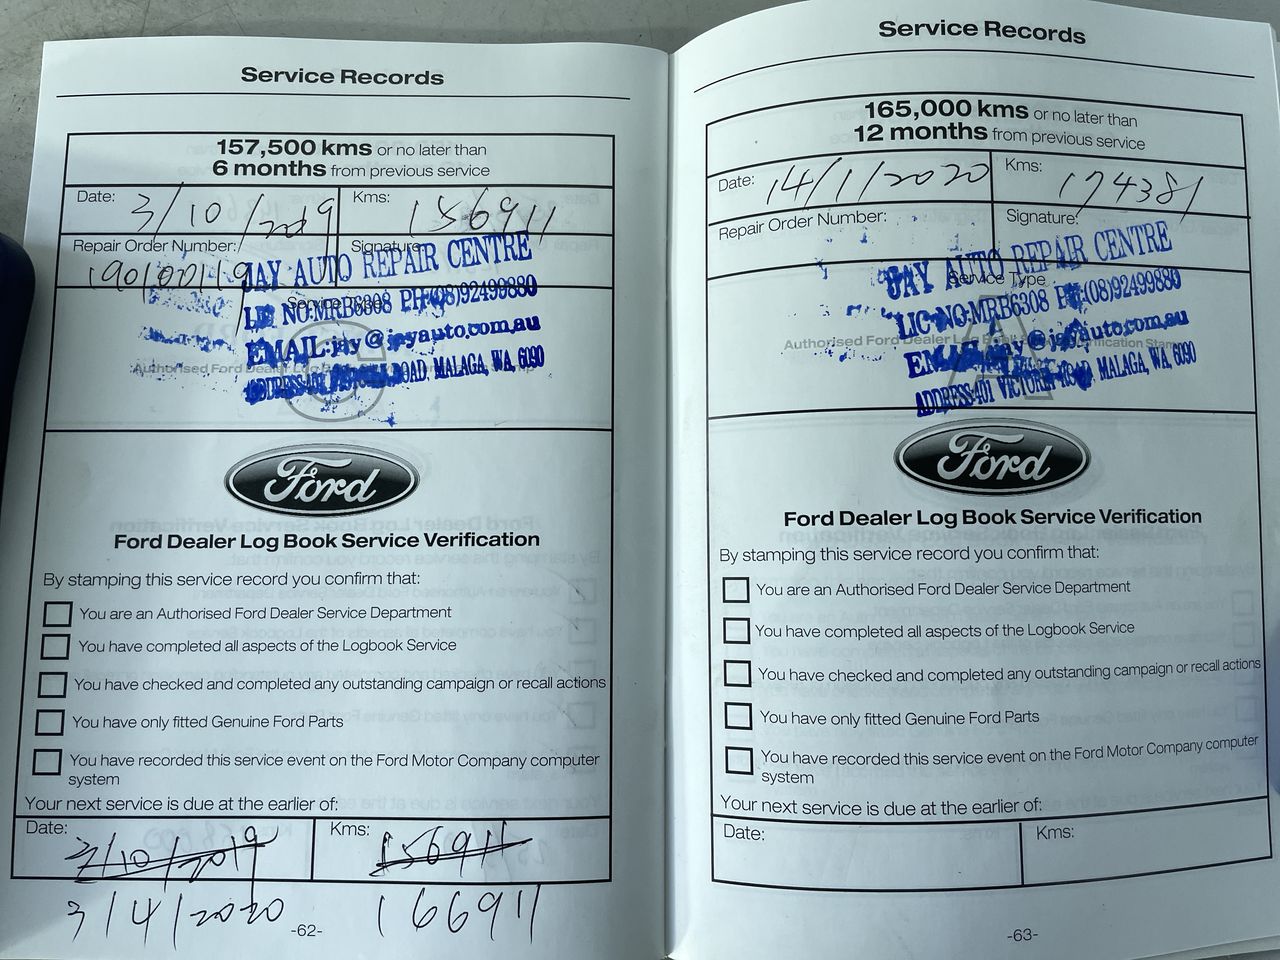 Service Records
157,500 kms or no later than
6 months from previous service
Date: 3/10/2019 Kms: 156911
Repair Order Number: Signature:
190100119
JAY AUTO REPAIR CENTRE
LIC NO:MRB6308 PH:(08)92499880
EMAIL:jay@jayauto.com.au
ROAD, MALAGA, WA, 6090
C
Ford
Ford Dealer Log Book Service Verification
By stamping this service record you confirm that:
You are an Authorised Ford Dealer Service Department
You have completed all aspects of the Logbook Service
You have checked and completed any outstanding campaign or recall actions
You have only fitted Genuine Ford Parts
You have recorded this service event on the Ford Motor Company computer
system
Your next service is due at the earlier of:
Date: 3/10/2019 Kms: 156911
3/4/2020 166911
-62-
Service Records
165,000 kms or no later than
12 months from previous service
Date: 14/1/2020 Kms: 174381
Repair Order Number: Signature:
JAY AUTO REPAIR CENTRE
Service Type
LIC NO:MRB6308 PH:(08)92499880
Authorised Ford Dealer
EMAIL:jay@jayauto.com.au
ADDRESS:401 VICTORIA ROAD, MALAGA, WA, 6090
A
Ford
Ford Dealer Log Book Service Verification
By stamping this service record you confirm that:
You are an Authorised Ford Dealer Service Department
You have completed all aspects of the Logbook Service
You have checked and completed any outstanding campaign or recall actions
You have only fitted Genuine Ford Parts
You have recorded this service event on the Ford Motor Company computer
system
Your next service is due at the earlier of:
Date: Kms:
-63-